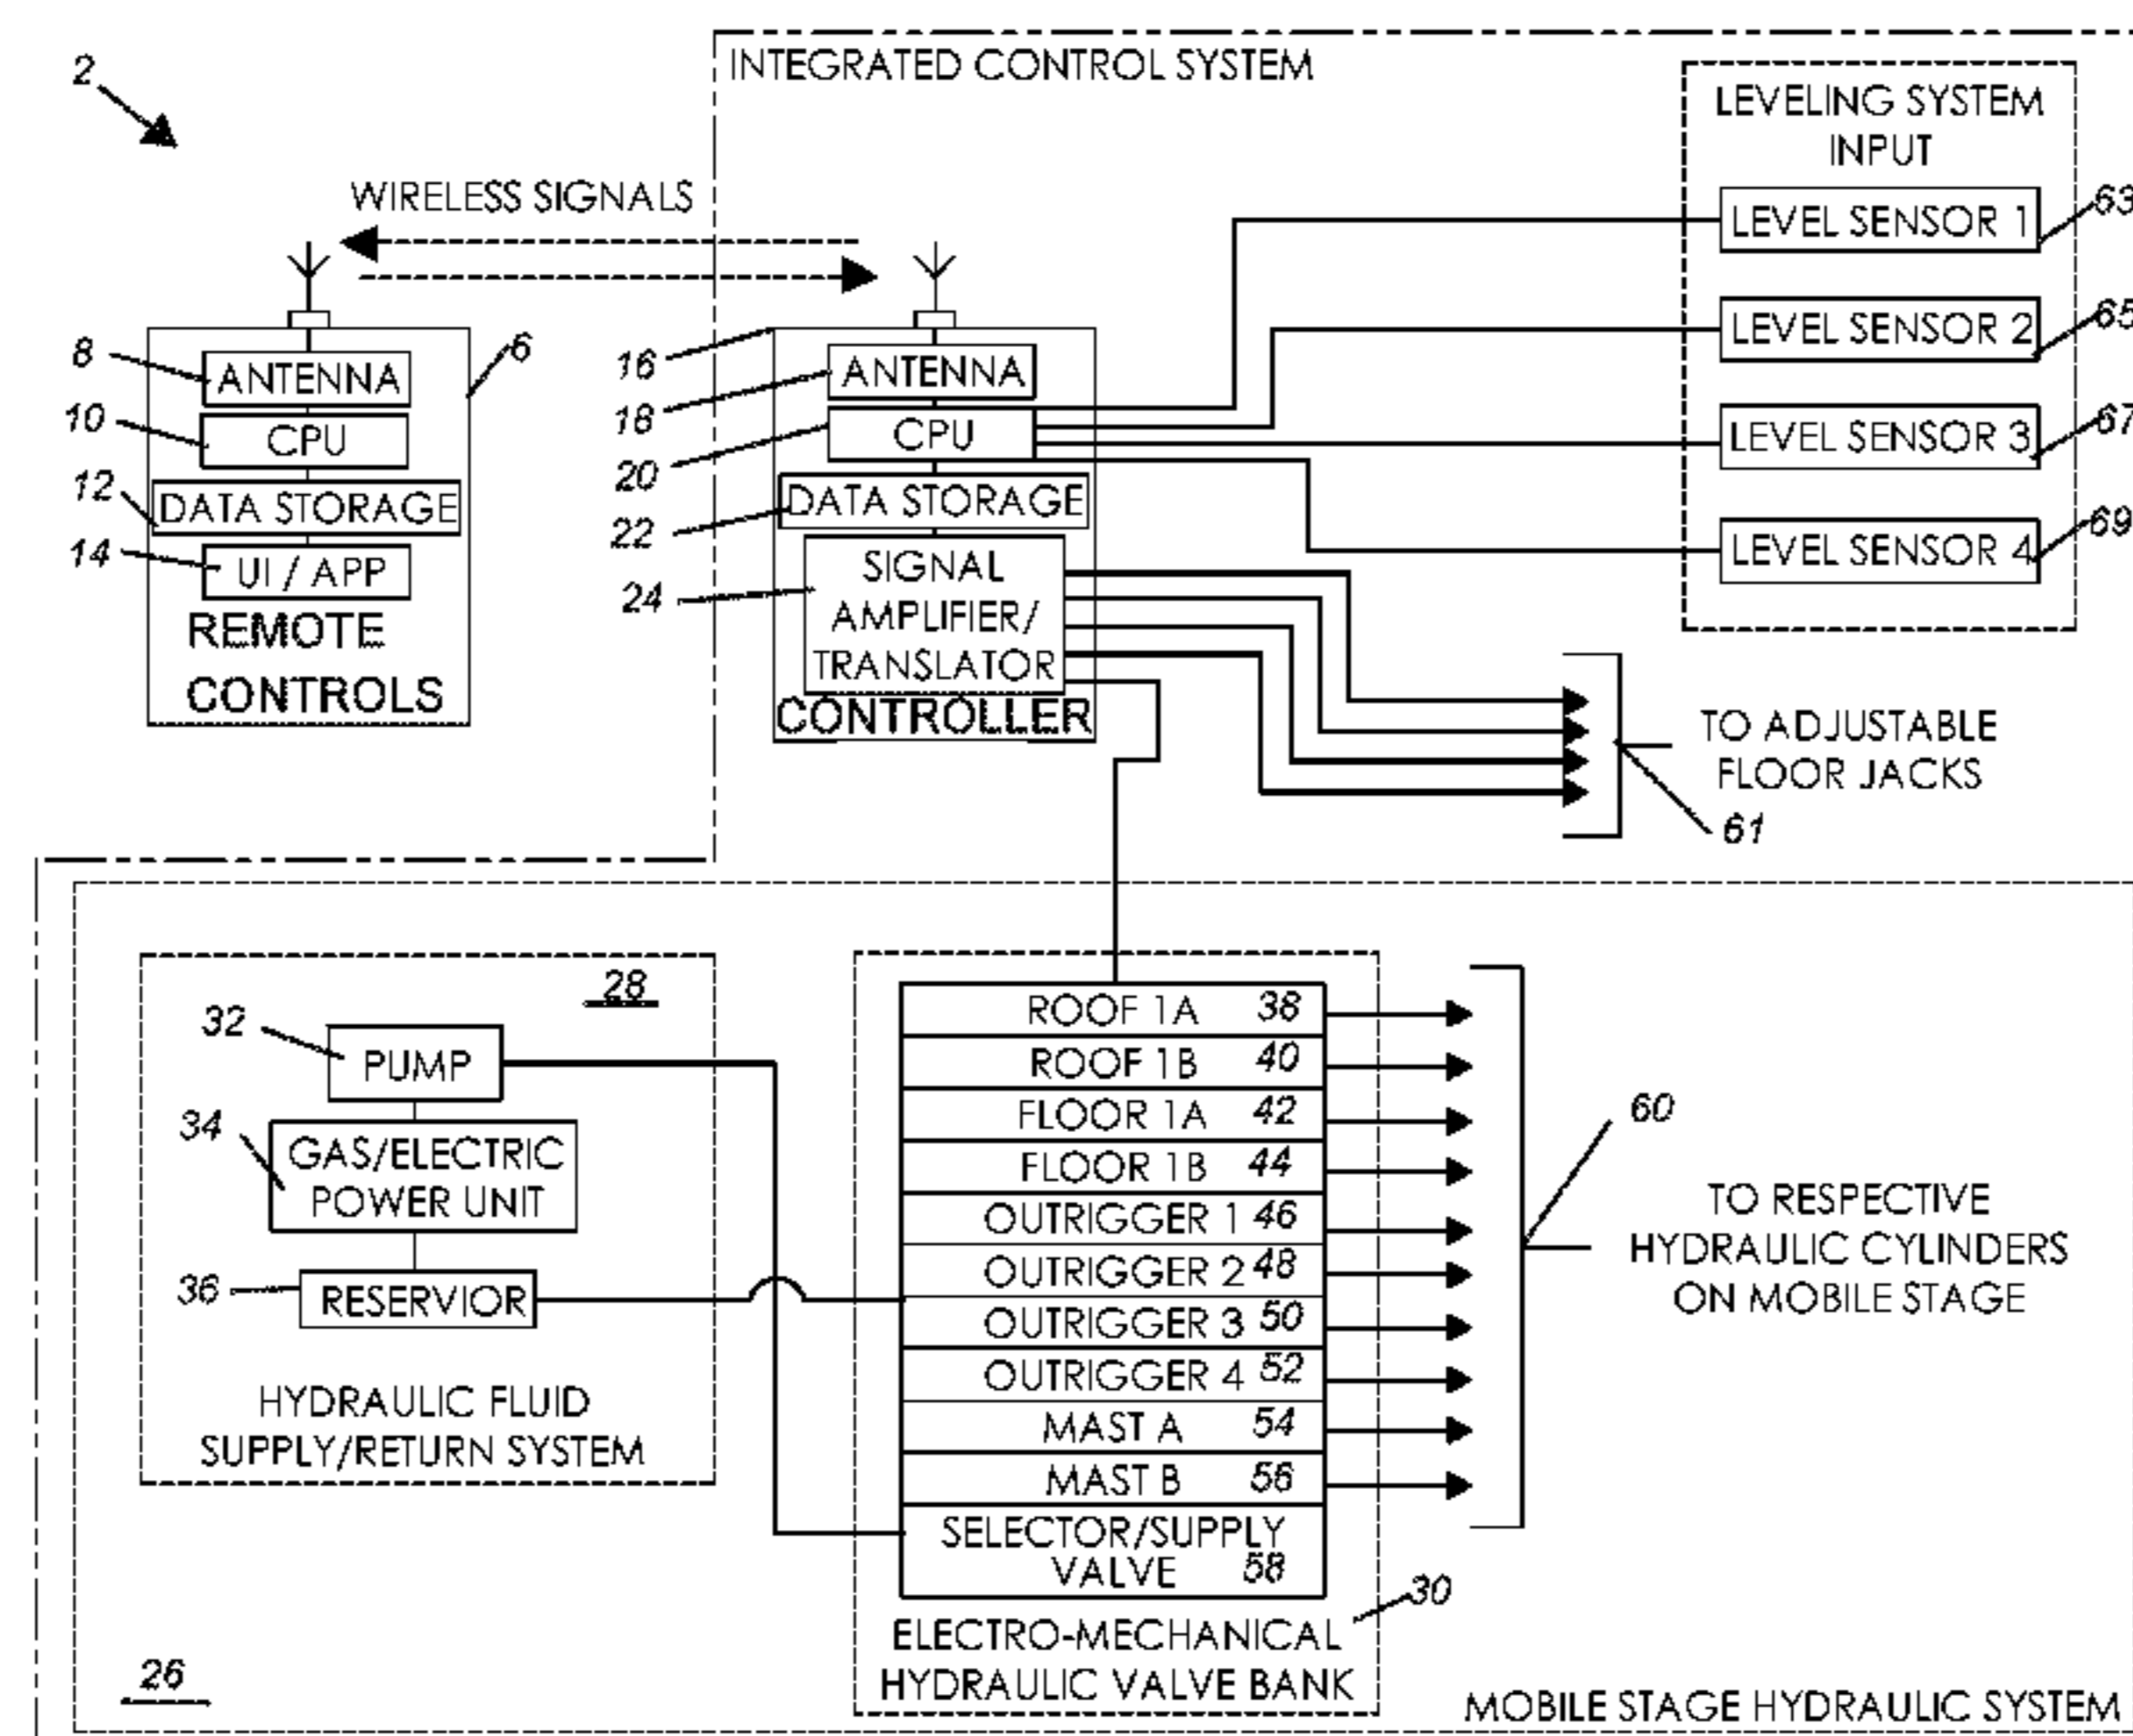 2
INTEGRATED CONTROL SYSTEM
WIRELESS SIGNALS
LEVELING SYSTEM
INPUT
LEVEL SENSOR 1
63
LEVEL SENSOR 2
65
LEVEL SENSOR 3
67
LEVEL SENSOR 4
69
8
ANTENNA
6
10
CPU
12
DATA STORAGE
14
UI / APP
REMOTE
CONTROLS
16
ANTENNA
18
CPU
20
DATA STORAGE
22
SIGNAL
AMPLIFIER/
TRANSLATOR
24
CONTROLLER
TO ADJUSTABLE
FLOOR JACKS
61
28
32
PUMP
34
GAS/ELECTRIC
POWER UNIT
36
RESERVIOR
HYDRAULIC FLUID
SUPPLY/RETURN SYSTEM
ROOF 1A 38
ROOF 1B 40
FLOOR 1A 42
FLOOR 1B 44
OUTRIGGER 1 46
OUTRIGGER 2 48
OUTRIGGER 3 50
OUTRIGGER 4 52
MAST A 54
MAST B 56
SELECTOR/SUPPLY
VALVE 58
30
ELECTRO-MECHANICAL
HYDRAULIC VALVE BANK
60
TO RESPECTIVE
HYDRAULIC CYLINDERS
ON MOBILE STAGE
26
MOBILE STAGE HYDRAULIC SYSTEM